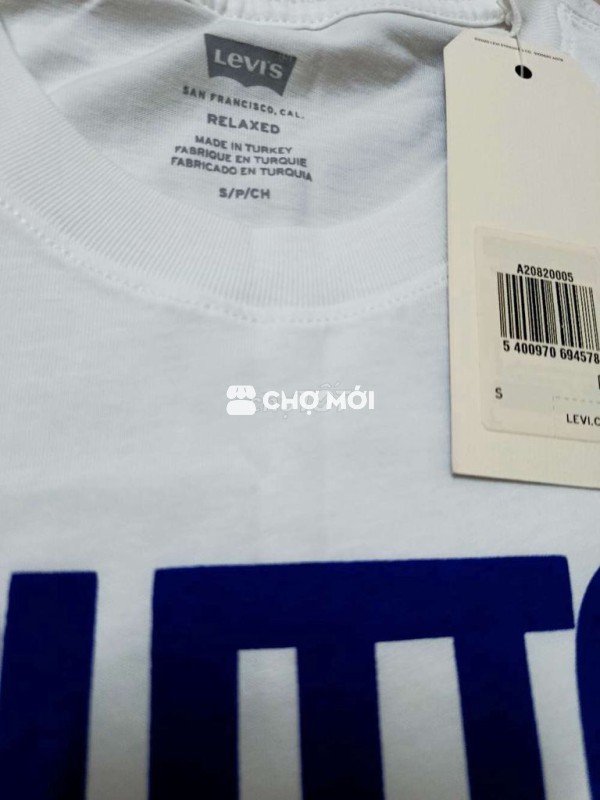 Levi's
SAN FRANCISCO, CAL.
RELAXED
MADE IN TURKEY
FABRIQUE EN TURQUIE
FABRICADO EN TURQUIA
S/P/CH
A20820005
5 400970 694578
S
LEVI.C
CHỢ MỚI